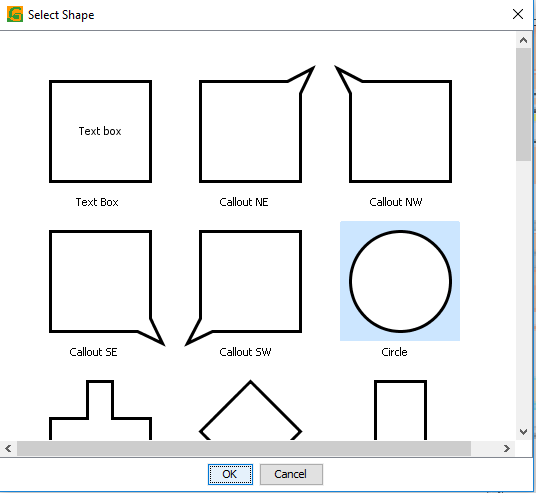 Select Shape
Text box
Text Box
Callout NE
Callout NW
Callout SE
Callout SW
Circle
OK
Cancel